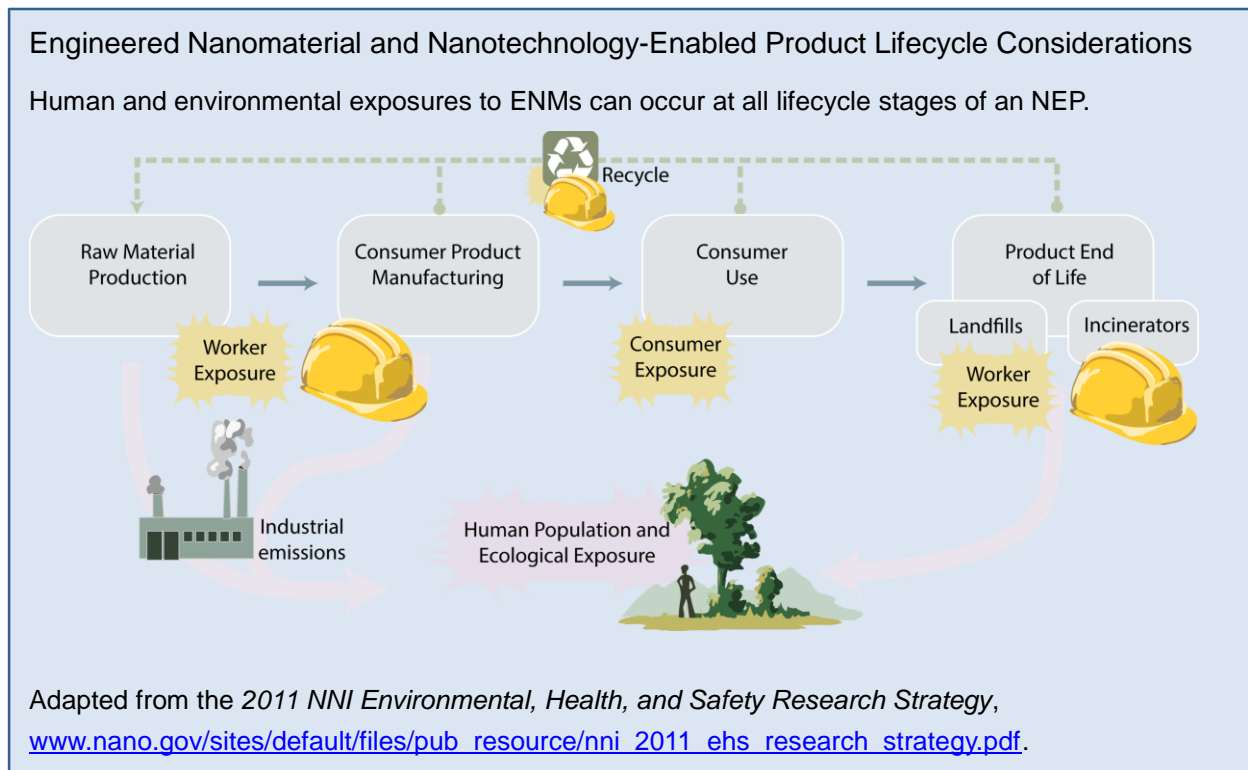 Engineered Nanomaterial and Nanotechnology-Enabled Product Lifecycle Considerations
Human and environmental exposures to ENMs can occur at all lifecycle stages of an NEP.
Recycle
Raw Material
Production
Consumer Product
Manufacturing
Consumer
Use
Product End
of Life
Landfills
Incinerators
Worker
Exposure
Consumer
Exposure
Worker
Exposure
Industrial
emissions
Human Population and
Ecological Exposure
Adapted from the 2011 NNI Environmental, Health, and Safety Research Strategy,
www.nano.gov/sites/default/files/pub_resource/nni_2011_ehs_research_strategy.pdf.